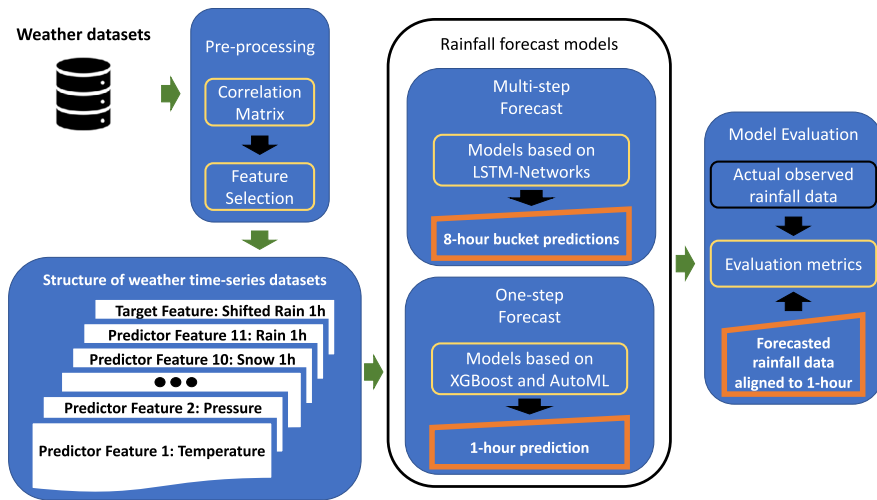 Weather datasets
Pre-processing
Correlation
Matrix
Feature
Selection
Structure of weather time-series datasets
Target Feature: Shifted Rain 1h
Predictor Feature 11: Rain 1h
Predictor Feature 10: Snow 1h
Predictor Feature 2: Pressure
Predictor Feature 1: Temperature
Rainfall forecast models
Multi-step
Forecast
Models based on
LSTM-Networks
8-hour bucket predictions
One-step
Forecast
Models based on
XGBoost and AutoML
1-hour prediction
Model Evaluation
Actual observed
rainfall data
Evaluation metrics
Forecasted
rainfall data
aligned to 1-hour